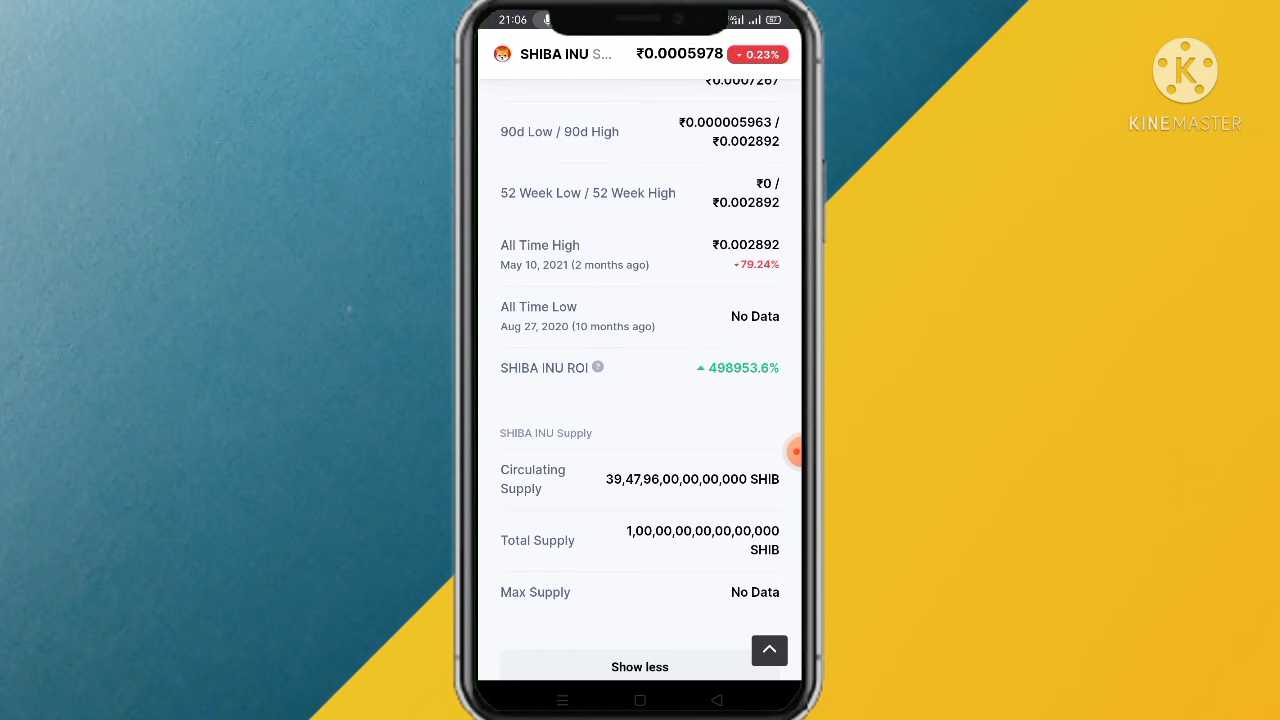 21:06
57
SHIBA INU S... ₹0.0005978 0.23%
₹0.0007267
90d Low / 90d High
₹0.000005963 /
₹0.002892
52 Week Low / 52 Week High
₹0 /
₹0.002892
All Time High
₹0.002892
May 10, 2021 (2 months ago)
79.24%
All Time Low
No Data
Aug 27, 2020 (10 months ago)
SHIBA INU ROI ? 498953.6%
SHIBA INU Supply
Circulating
Supply
39,47,96,00,00,00,000 SHIB
Total Supply
1,00,00,00,00,00,00,000
SHIB
Max Supply
No Data
Show less
K
KINEMASTER